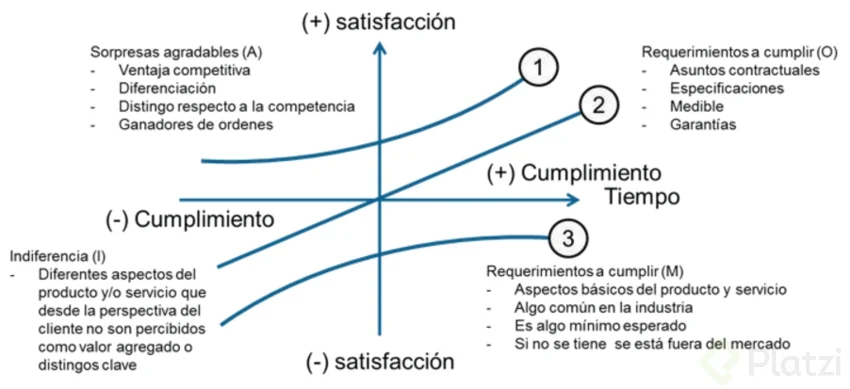 (+) satisfacción
Sorpresas agradables (A)
- Ventaja competitiva
- Diferenciación
- Distingo respecto a la competencia
- Ganadores de ordenes
1
2
Requerimientos a cumplir (O)
- Asuntos contractuales
- Especificaciones
- Medible
- Garantías
(+) Cumplimiento
Tiempo
(-) Cumplimiento
3
Indiferencia (I)
- Diferentes aspectos del
producto y/o servicio que
desde la perspectiva del
cliente no son percibidos
como valor agregado o
distingos clave
Requerimientos a cumplir (M)
- Aspectos básicos del producto y servicio
- Algo común en la industria
- Es algo mínimo esperado
- Si no se tiene se está fuera del mercado
(-) satisfacción
Platzi